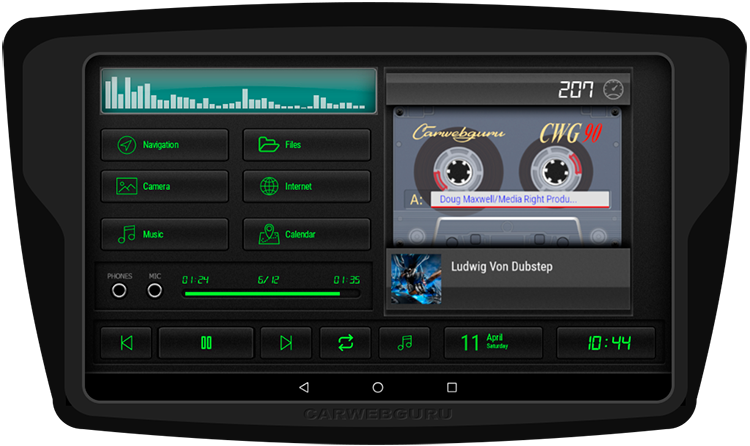 207
Carwebguru
CWG 90
A:
Doug Maxwell/Media Right Produ...
Ludwig Von Dubstep
Navigation
Files
Camera
Internet
Music
Calendar
PHONES
MIC
01:24
6/12
01:35
11
April
Saturday
10:44
CARWEBGURU